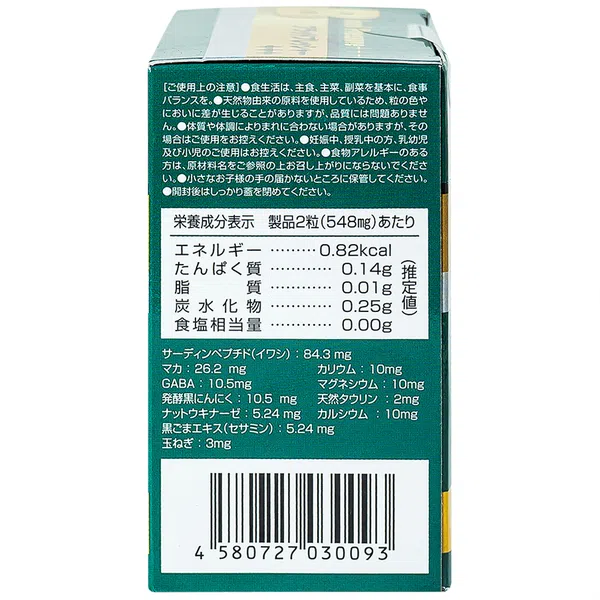 [ご使用上の注意]●食生活は、主食、主菜、副菜を基本に、食事
バランスを。●天然物由来の原料を使用しているため、粒の色や
においに差が生じることがありますが、品質には問題ありませ
ん。●体質や体調によりまれに合わない場合がありますが、その
場合はご使用をお控えください。●妊娠中、授乳中の方、乳幼児
及び小児のご使用はお控えください。●食物アレルギーのある
方は、原材料名をご参照の上お召し上がりにならないでくださ
い。●小さなお子様の手の届かないところに保管してください。
●開封後はしっかり蓋を閉めてください。
栄養成分表示 製品2粒(548mg)あたり
エネルギー………0.82kcal
たんぱく質…………0.14g
脂質…………0.01g
炭水化物…………0.25g
食塩相当量…………0.00g
(推定値)
サーディンペプチド(イワシ):84.3 mg
マカ:26.2 mg カリウム:10mg
GABA:10.5mg マグネシウム:10mg
発酵黒にんにく:10.5 mg 天然タウリン:2mg
ナットウキナーゼ:5.24 mg カルシウム:10mg
黒ごまエキス(セサミン):5.24 mg
玉ねぎ:3mg
4 580727 030093